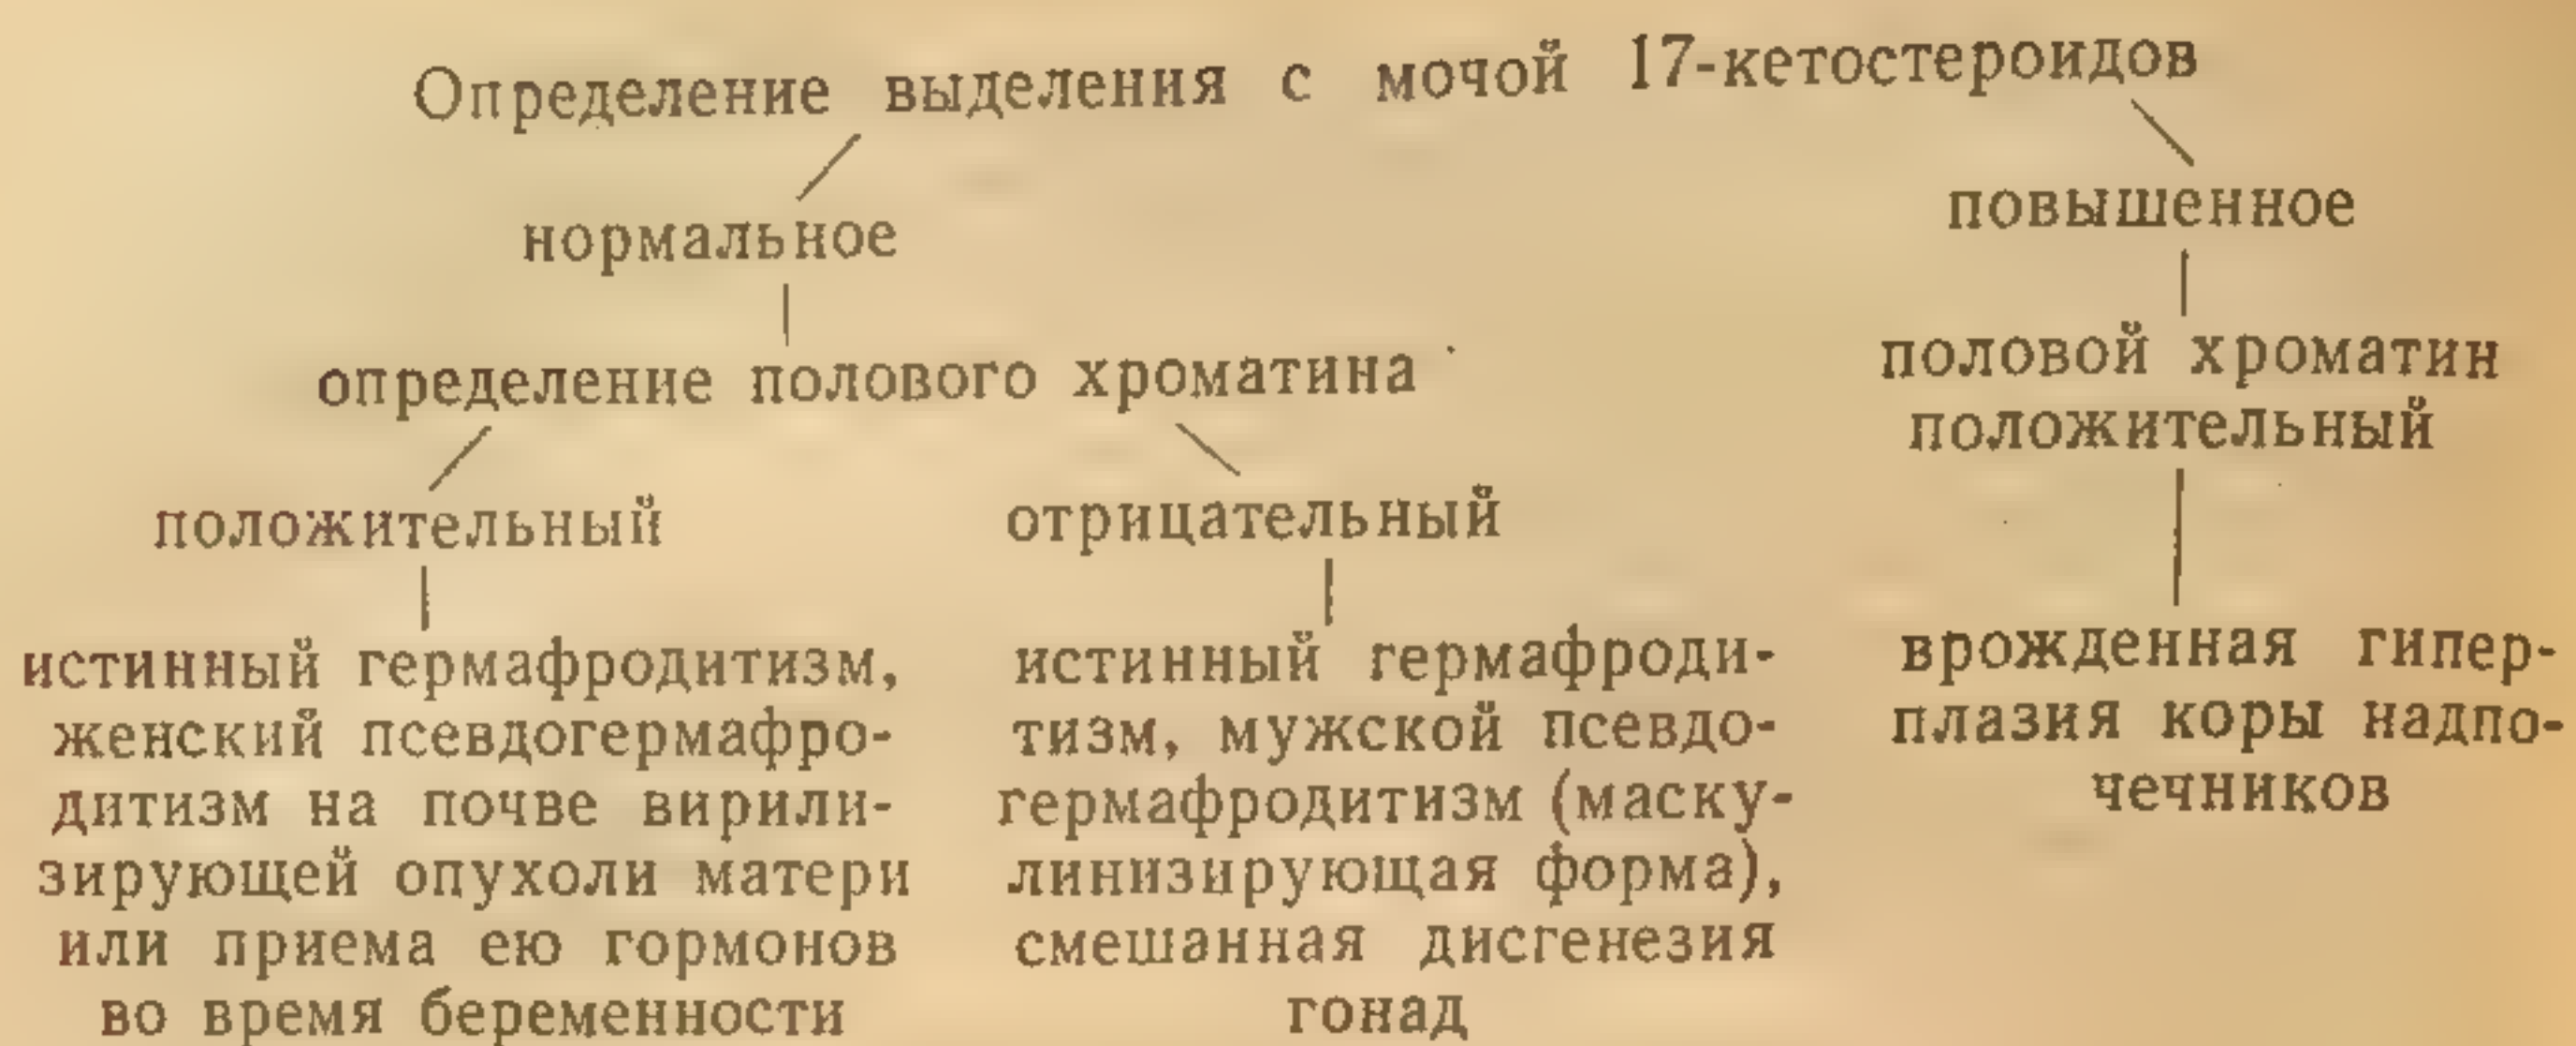 Определение выделения с мочой 17-кетостероидов
нормальное
повышенное
определение полового хроматина
половой хроматин
положительный
положительный
отрицательный
истинный гермафродитизм,
женский псевдогермафро-
дитизм на почве вирили-
зирующей опухоли матери
или приема ею гормонов
во время беременности
истинный гермафроди-
тизм, мужской псевдо-
гермафродитизм (маску-
линизирующая форма),
смешанная дисгенезия
гонад
врожденная гипер-
плазия коры надпо-
чечников